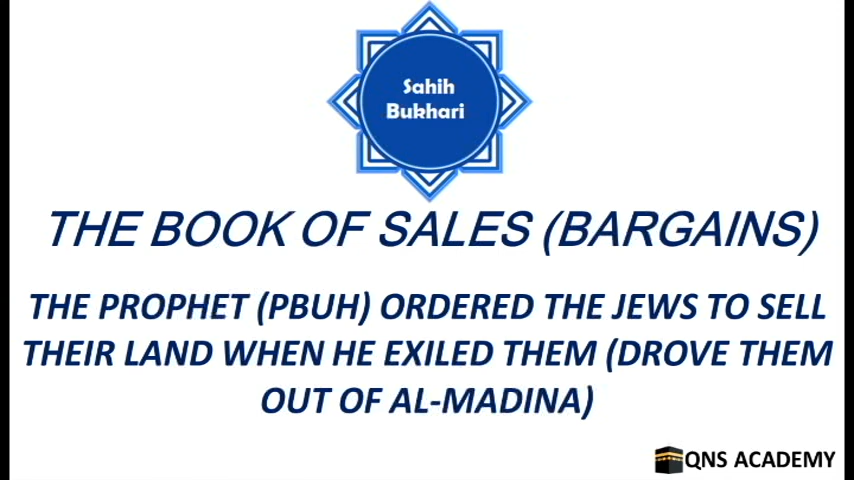 Sahih
Bukhari
THE BOOK OF SALES (BARGAINS)
THE PROPHET (PBUH) ORDERED THE JEWS TO SELL
THEIR LAND WHEN HE EXILED THEM (DROVE THEM
OUT OF AL-MADINA)
QNS ACADEMY